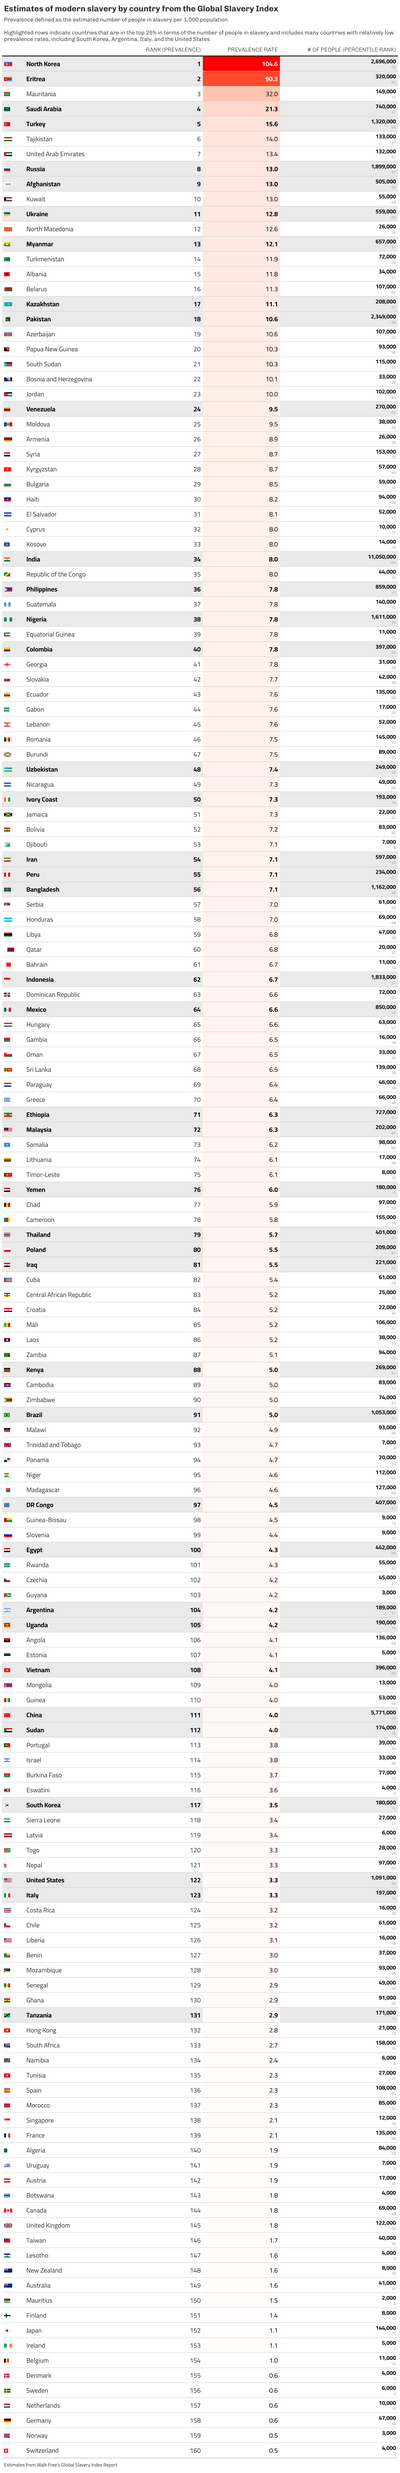 Estimates of modern slavery by country from the Global Slavery Index
Prevalence defined as the estimated number of people in slavery per 1,000 population
Highlighted rows indicate countries that are in the top 25% in terms of the number of people in slavery and includes many countries with relatively low
prevalence rates, including South Korea, Argentina, Italy, and the United States
RANK (PREVALENCE) PREVALENCE RATE # OF PEOPLE (PERCENTILE RANK)
North Korea 1 104.6 2,696,000
Eritrea 2 90.3 320,000
Mauritania 3 32.0 149,000
Saudi Arabia 4 21.3 740,000
Turkey 5 15.6 1,320,000
Tajikistan 6 14.0 133,000
United Arab Emirates 7 13.4 132,000
Russia 8 13.0 1,899,000
Afghanistan 9 13.0 505,000
Kuwait 10 13.0 55,000
Ukraine 11 12.8 559,000
North Macedonia 12 12.6 26,000
Myanmar 13 12.1 657,000
Turkmenistan 14 11.9 72,000
Albania 15 11.8 34,000
Belarus 16 11.3 107,000
Kazakhstan 17 11.1 208,000
Pakistan 18 10.6 2,349,000
Azerbaijan 19 10.6 107,000
Papua New Guinea 20 10.3 93,000
South Sudan 21 10.3 115,000
Bosnia and Herzegovina 22 10.1 33,000
Jordan 23 10.0 102,000
Venezuela 24 9.5 270,000
Moldova 25 9.5 38,000
Armenia 26 8.9 26,000
Syria 27 8.7 153,000
Kyrgyzstan 28 8.7 57,000
Bulgaria 29 8.5 59,000
Haiti 30 8.2 94,000
El Salvador 31 8.1 52,000
Cyprus 32 8.0 10,000
Kosovo 33 8.0 14,000
India 34 8.0 11,050,000
Republic of the Congo 35 8.0 44,000
Philippines 36 7.8 859,000
Guatemala 37 7.8 140,000
Nigeria 38 7.8 1,611,000
Equatorial Guinea 39 7.8 11,000
Colombia 40 7.8 397,000
Georgia 41 7.8 31,000
Slovakia 42 7.7 42,000
Ecuador 43 7.6 135,000
Gabon 44 7.6 17,000
Lebanon 45 7.6 52,000
Romania 46 7.5 145,000
Burundi 47 7.5 89,000
Uzbekistan 48 7.4 249,000
Nicaragua 49 7.3 49,000
Ivory Coast 50 7.3 193,000
Jamaica 51 7.3 22,000
Bolivia 52 7.2 83,000
Djibouti 53 7.1 7,000
Iran 54 7.1 597,000
Peru 55 7.1 234,000
Bangladesh 56 7.1 1,162,000
Serbia 57 7.0 61,000
Honduras 58 7.0 69,000
Libya 59 6.8 47,000
Qatar 60 6.8 20,000
Bahrain 61 6.7 11,000
Indonesia 62 6.7 1,833,000
Dominican Republic 63 6.6 72,000
Mexico 64 6.6 850,000
Hungary 65 6.6 63,000
Gambia 66 6.5 16,000
Oman 67 6.5 33,000
Sri Lanka 68 6.5 139,000
Paraguay 69 6.4 46,000
Greece 70 6.4 66,000
Ethiopia 71 6.3 727,000
Malaysia 72 6.3 202,000
Somalia 73 6.2 98,000
Lithuania 74 6.1 17,000
Timor-Leste 75 6.1 8,000
Yemen 76 6.0 180,000
Chad 77 5.9 97,000
Cameroon 78 5.8 155,000
Thailand 79 5.7 401,000
Poland 80 5.5 209,000
Iraq 81 5.5 221,000
Cuba 82 5.4 61,000
Central African Republic 83 5.2 25,000
Croatia 84 5.2 22,000
Mali 85 5.2 106,000
Laos 86 5.2 38,000
Zambia 87 5.1 94,000
Kenya 88 5.0 269,000
Cambodia 89 5.0 83,000
Zimbabwe 90 5.0 74,000
Brazil 91 5.0 1,053,000
Malawi 92 4.9 93,000
Trinidad and Tobago 93 4.7 7,000
Panama 94 4.7 20,000
Niger 95 4.6 112,000
Madagascar 96 4.6 127,000
DR Congo 97 4.5 407,000
Guinea-Bissau 98 4.5 9,000
Slovenia 99 4.4 9,000
Egypt 100 4.3 442,000
Rwanda 101 4.3 55,000
Czechia 102 4.2 45,000
Guyana 103 4.2 3,000
Argentina 104 4.2 189,000
Uganda 105 4.2 190,000
Angola 106 4.1 136,000
Estonia 107 4.1 5,000
Vietnam 108 4.1 396,000
Mongolia 109 4.0 13,000
Guinea 110 4.0 53,000
China 111 4.0 5,771,000
Sudan 112 4.0 174,000
Portugal 113 3.8 39,000
Israel 114 3.8 33,000
Burkina Faso 115 3.7 77,000
Eswatini 116 3.6 4,000
South Korea 117 3.5 180,000
Sierra Leone 118 3.4 27,000
Latvia 119 3.4 6,000
Togo 120 3.3 28,000
Nepal 121 3.3 97,000
United States 122 3.3 1,091,000
Italy 123 3.3 197,000
Costa Rica 124 3.2 16,000
Chile 125 3.2 61,000
Liberia 126 3.1 16,000
Benin 127 3.0 37,000
Mozambique 128 3.0 93,000
Senegal 129 2.9 49,000
Ghana 130 2.9 91,000
Tanzania 131 2.9 171,000
Hong Kong 132 2.8 21,000
South Africa 133 2.7 158,000
Namibia 134 2.4 6,000
Tunisia 135 2.3 27,000
Spain 136 2.3 108,000
Morocco 137 2.3 85,000
Singapore 138 2.1 12,000
France 139 2.1 135,000
Algeria 140 1.9 84,000
Uruguay 141 1.9 7,000
Austria 142 1.9 17,000
Botswana 143 1.8 4,000
Canada 144 1.8 69,000
United Kingdom 145 1.8 122,000
Taiwan 146 1.7 40,000
Lesotho 147 1.6 4,000
New Zealand 148 1.6 8,000
Australia 149 1.6 41,000
Mauritius 150 1.5 2,000
Finland 151 1.4 8,000
Japan 152 1.1 144,000
Ireland 153 1.1 5,000
Belgium 154 1.0 11,000
Denmark 155 0.6 4,000
Sweden 156 0.6 6,000
Netherlands 157 0.6 10,000
Germany 158 0.6 47,000
Norway 159 0.5 3,000
Switzerland 160 0.5 4,000
Estimates from Walk Free's Global Slavery Index Report